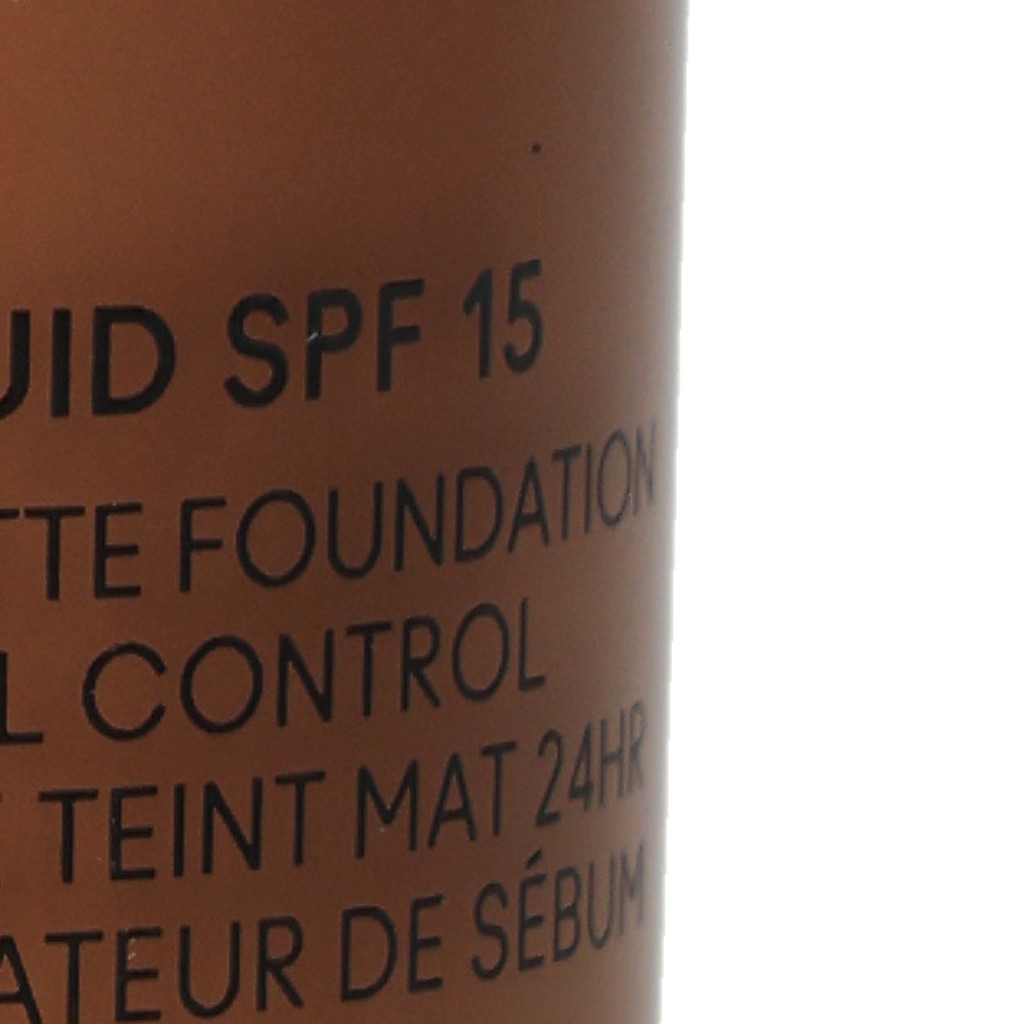 UID SPF 15
TTE FOUNDATION
L CONTROL
TEINT MAT 24HR
ATEUR DE SÉBUM